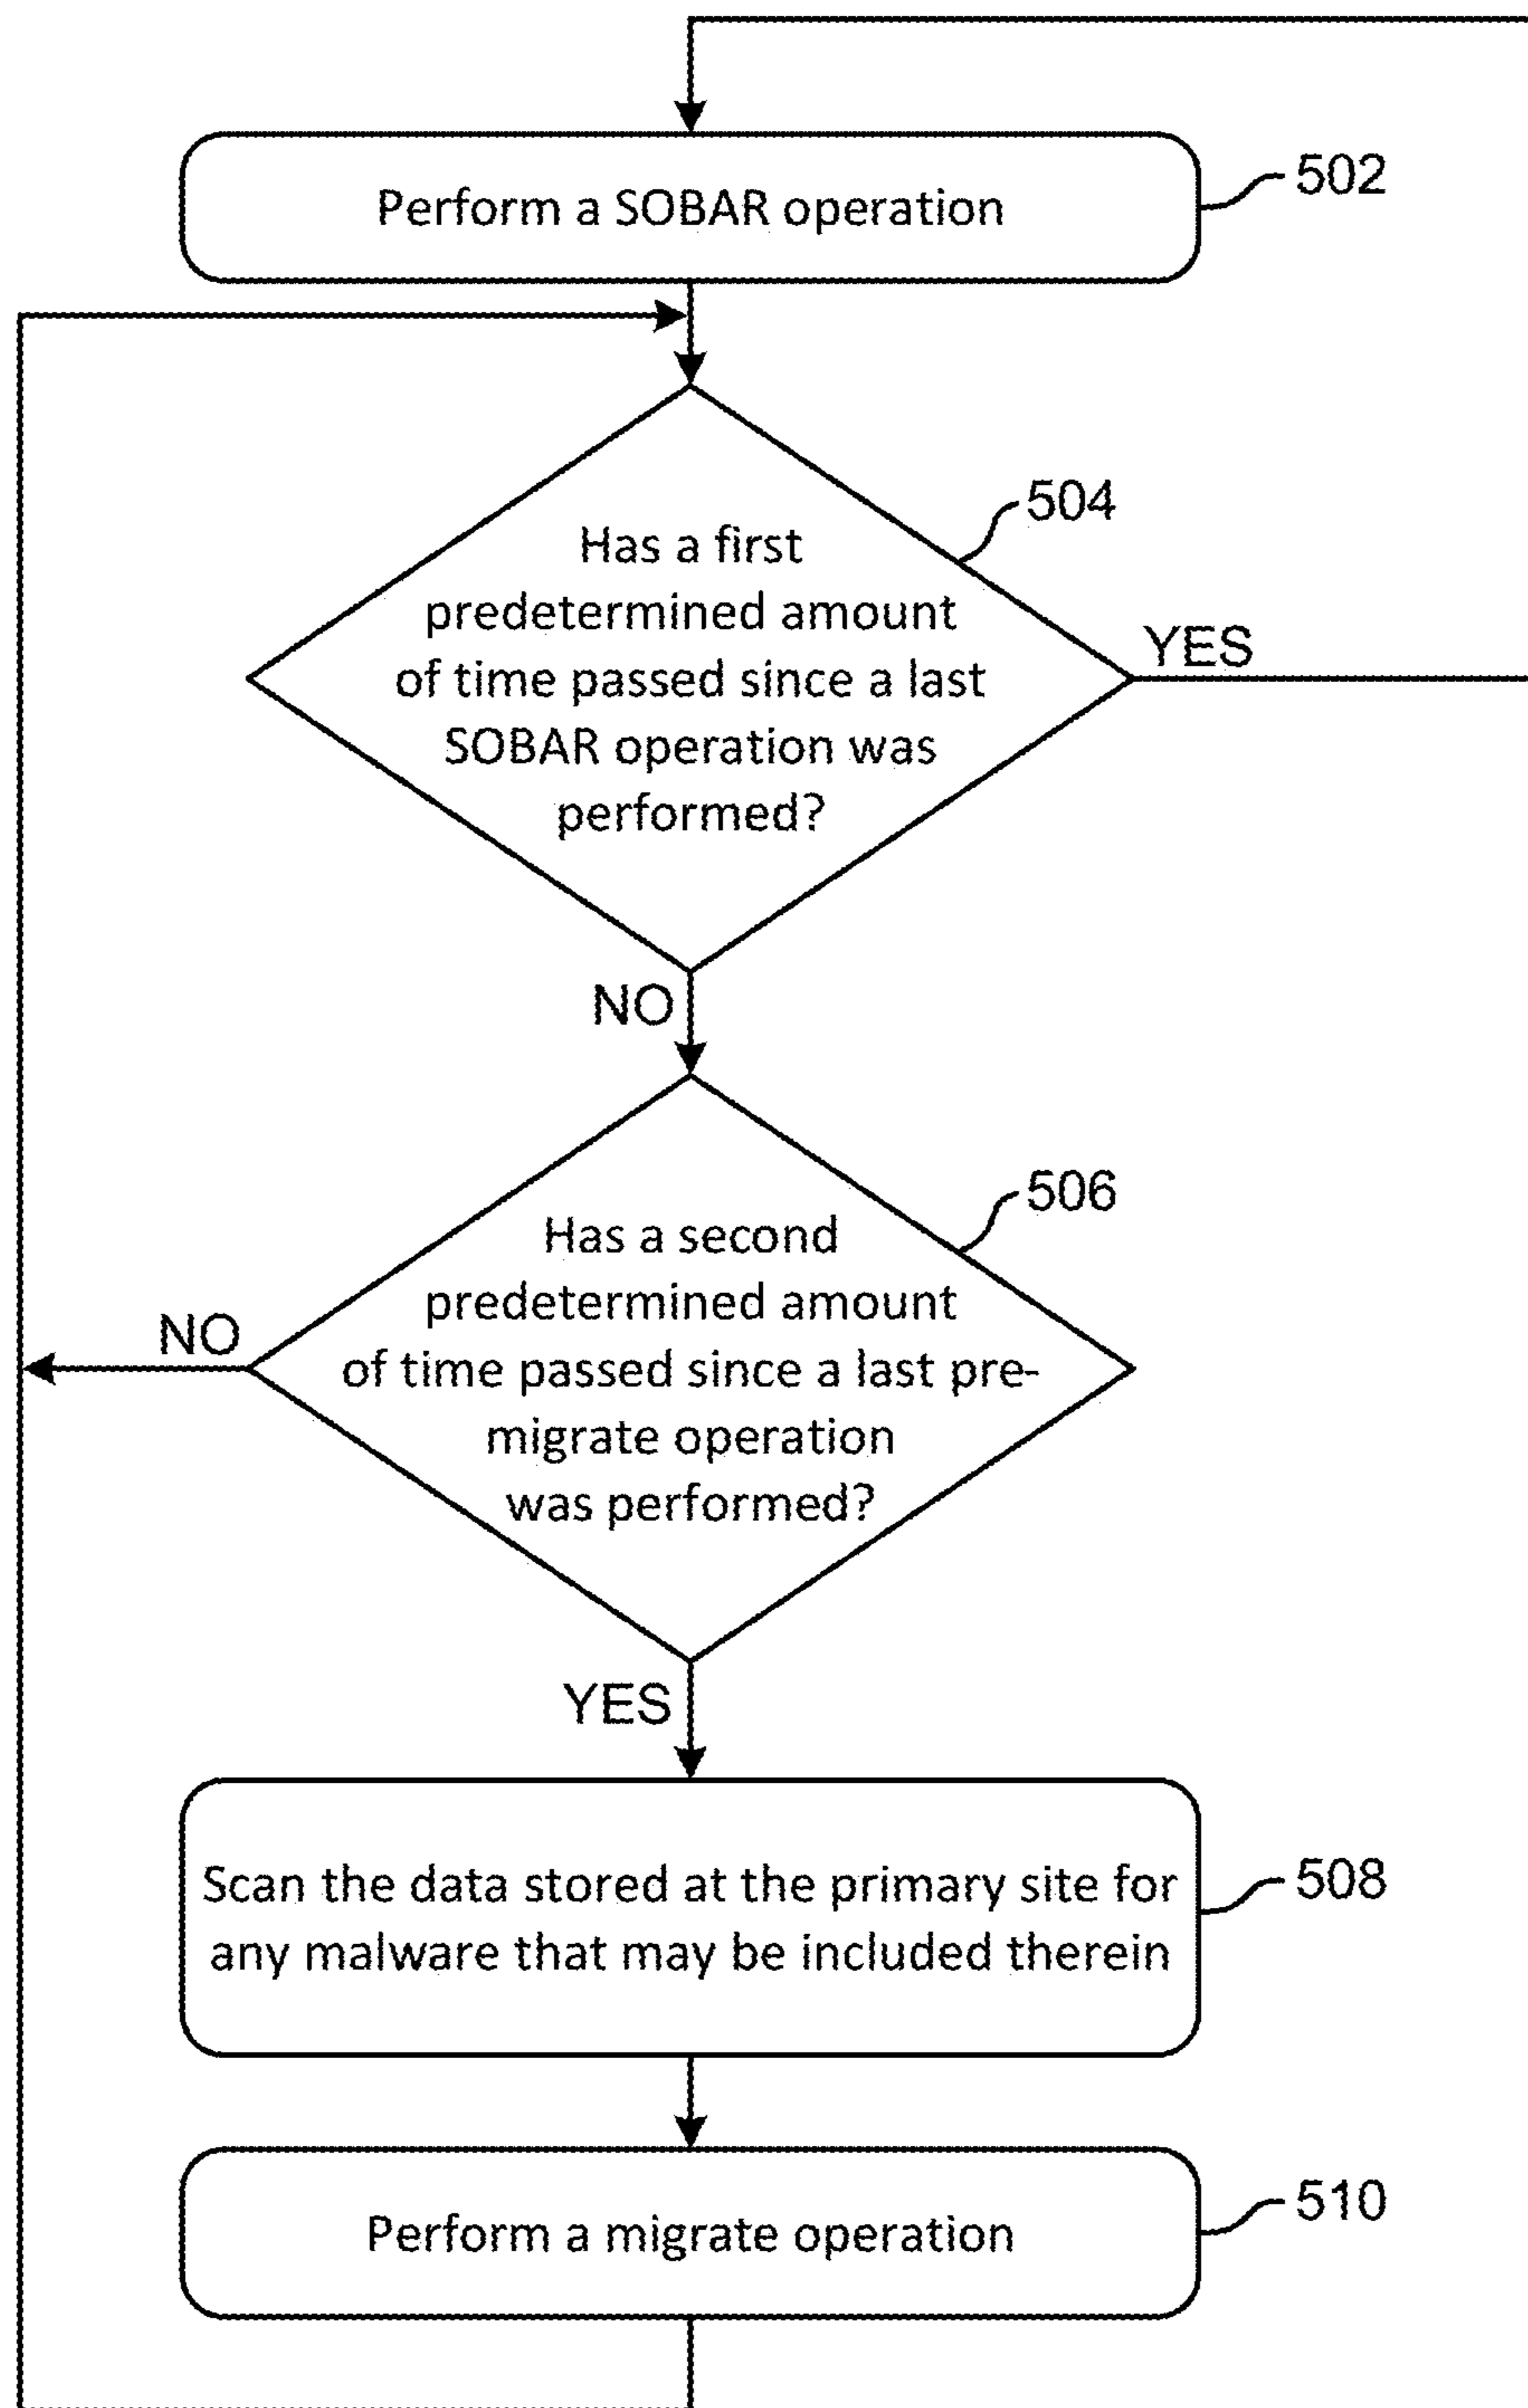 Perform a SOBAR operation
502
504
Has a first
predetermined amount
of time passed since a last
SOBAR operation was
performed?
YES
NO
506
Has a second
predetermined amount
of time passed since a last pre-
migrate operation
was performed?
NO
YES
Scan the data stored at the primary site for
any malware that may be included therein
508
Perform a migrate operation
510